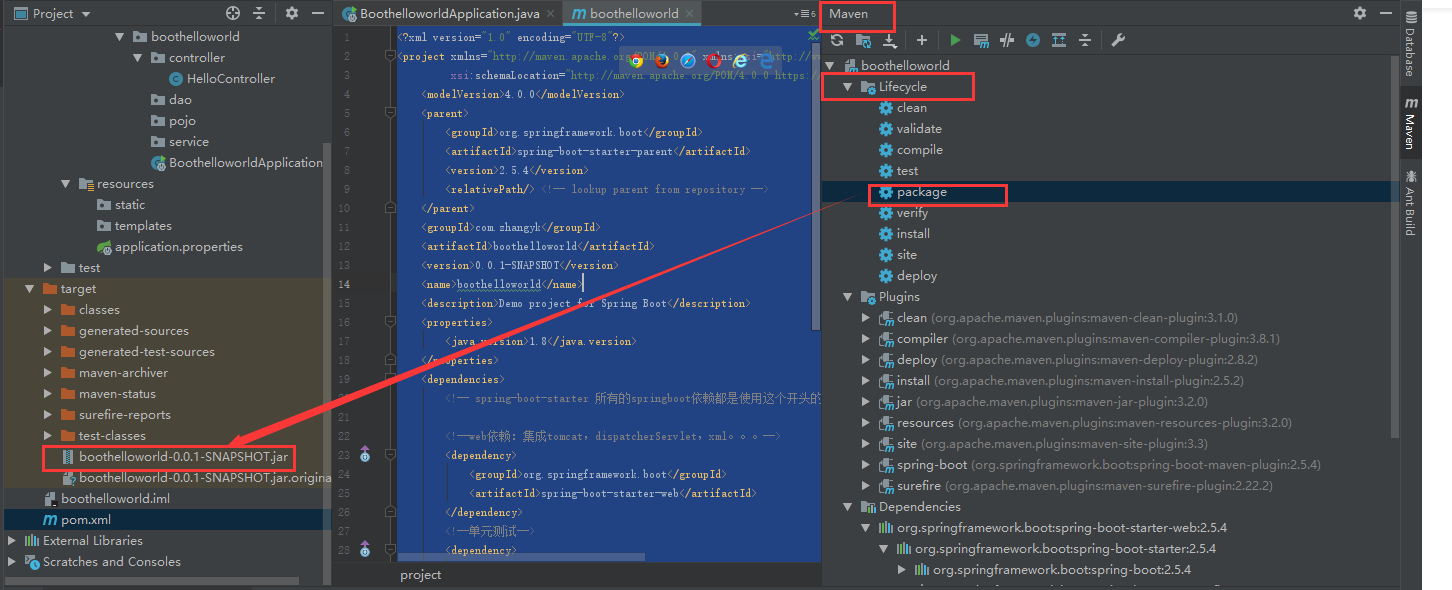 Project
boothelloworld
controller
HelloController
dao
pojo
service
BoothelloworldApplication
resources
static
templates
application.properties
test
target
classes
generated-sources
generated-test-sources
maven-archiver
maven-status
surefire-reports
test-classes
boothelloworld-0.0.1-SNAPSHOT.jar
boothelloworld-0.0.1-SNAPSHOT.jar.origina
boothelloworld.iml
pom.xml
External Libraries
Scratches and Consoles
BoothelloworldApplication.java
boothelloworld
6
1 <?xml version="1.0" encoding="UTF-8"?>
2 <project xmlns="http://maven.apache.org/POM/4.0.0"
3 xsi:schemaLocation="http://maven.apache.org/POM/4.0.0 https:/
4 <modelVersion>4.0.0</modelVersion>
5 <parent>
6 <groupId>org.springframework.boot</groupId>
7 <artifactId>spring-boot-starter-parent</artifactId>
8 <version>2.5.4</version>
9 <relativePath/> <!-- lookup parent from repository -->
10 </parent>
11 <groupId>com.zhangyk</groupId>
12 <artifactId>boothelloworld</artifactId>
13 <version>0.0.1-SNAPSHOT</version>
14 <name>boothelloworld</name>
15 <description>Demo project for Spring Boot</description>
16 <properties>
17 <java.version>1.8</java.version>
18 </properties>
19 <dependencies>
20 <!-- spring-boot-starter 所有的springboot依赖都是使用这个开头的
21
22 <!--web依赖：集成tomcat，dispatcherServlet，xml。。。-->
23 <dependency>
24 <groupId>org.springframework.boot</groupId>
25 <artifactId>spring-boot-starter-web</artifactId>
26 </dependency>
27 <!--单元测试-->
28 <dependency>
project
Maven
boothelloworld
Lifecycle
clean
validate
compile
test
package
verify
install
site
deploy
Plugins
clean (org.apache.maven.plugins:maven-clean-plugin:3.1.0)
compiler (org.apache.maven.plugins:maven-compiler-plugin:3.8.1)
deploy (org.apache.maven.plugins:maven-deploy-plugin:2.8.2)
install (org.apache.maven.plugins:maven-install-plugin:2.5.2)
jar (org.apache.maven.plugins:maven-jar-plugin:3.2.0)
resources (org.apache.maven.plugins:maven-resources-plugin:3.2.0)
site (org.apache.maven.plugins:maven-site-plugin:3.3)
spring-boot (org.springframework.boot:spring-boot-maven-plugin:2.5.4)
surefire (org.apache.maven.plugins:maven-surefire-plugin:2.22.2)
Dependencies
org.springframework.boot:spring-boot-starter-web:2.5.4
org.springframework.boot:spring-boot-starter:2.5.4
org.springframework.boot:spring-boot:2.5.4
Database
Maven
Ant Build